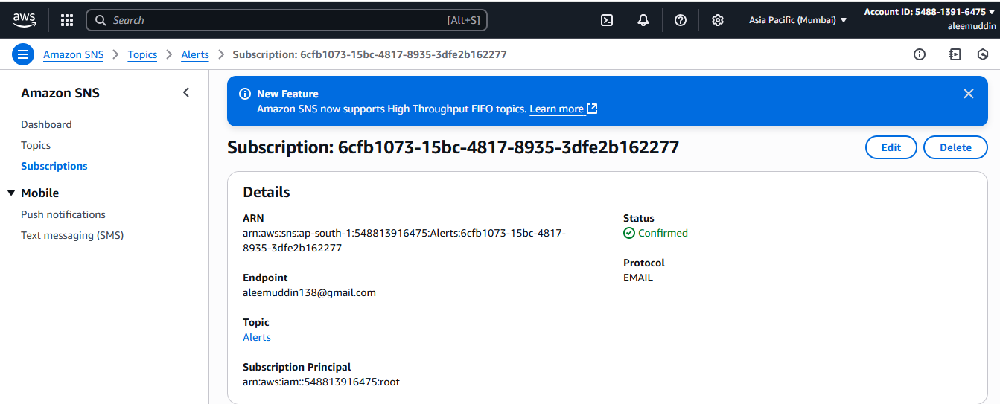 aws
Search [Alt+S]
Asia Pacific (Mumbai)
Account ID: 5488-1391-6475
aleemuddin
Amazon SNS > Topics > Alerts > Subscription: 6cfb1073-15bc-4817-8935-3dfe2b162277
Amazon SNS
Dashboard
Topics
Subscriptions
Mobile
Push notifications
Text messaging (SMS)
New Feature
Amazon SNS now supports High Throughput FIFO topics. Learn more
Subscription: 6cfb1073-15bc-4817-8935-3dfe2b162277
Edit
Delete
Details
ARN
arn:aws:sns:ap-south-1:548813916475:Alerts:6cfb1073-15bc-4817-
8935-3dfe2b162277
Endpoint
aleemuddin138@gmail.com
Topic
Alerts
Subscription Principal
arn:aws:iam::548813916475:root
Status
Confirmed
Protocol
EMAIL